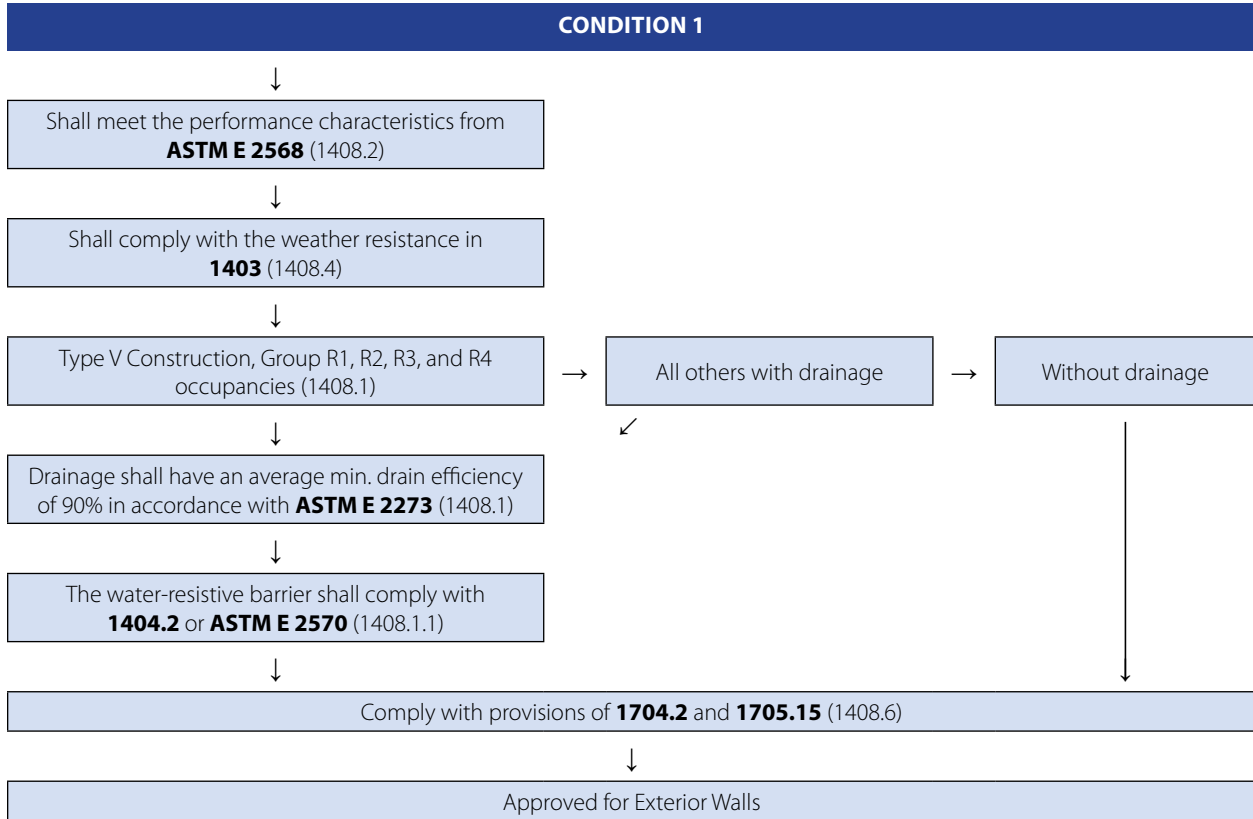 CONDITION 1
↓
Shall meet the performance characteristics from
ASTM E 2568 (1408.2)
↓
Shall comply with the weather resistance in
1403 (1408.4)
↓
Type V Construction, Group R1, R2, R3, and R4
occupancies (1408.1)
→
All others with drainage
→
Without drainage
↓
↙
Drainage shall have an average min. drain efficiency
of 90% in accordance with ASTM E 2273 (1408.1)
↓
The water-resistive barrier shall comply with
1404.2 or ASTM E 2570 (1408.1.1)
↓
↓
Comply with provisions of 1704.2 and 1705.15 (1408.6)
↓
Approved for Exterior Walls